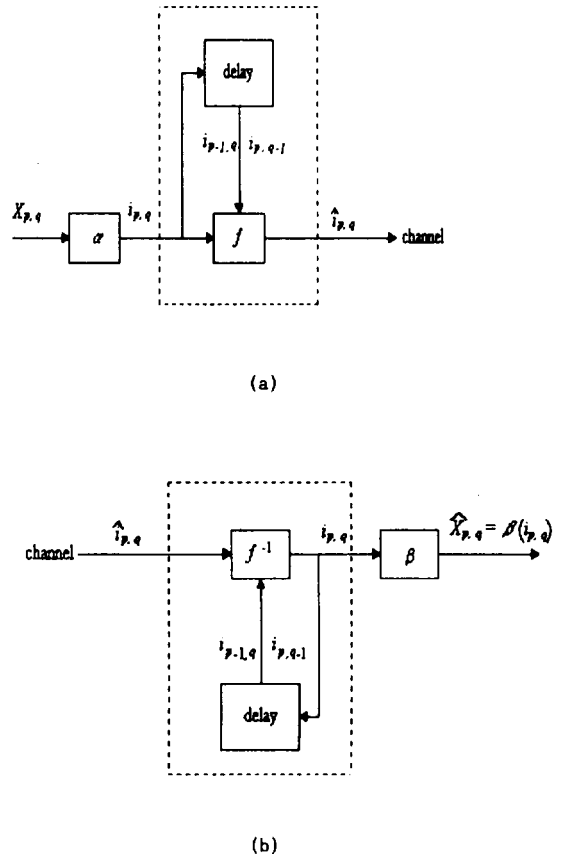 delay
i_{p-1,q} i_{p,q-1}
X_{p,q} i_{p,q} î_{p,q}
α f channel
(a)
î_{p,q} i_{p,q} X̂_{p,q} = β(i_{p,q})
channel f^{-1} β
i_{p-1,q} i_{p,q-1}
delay
(b)